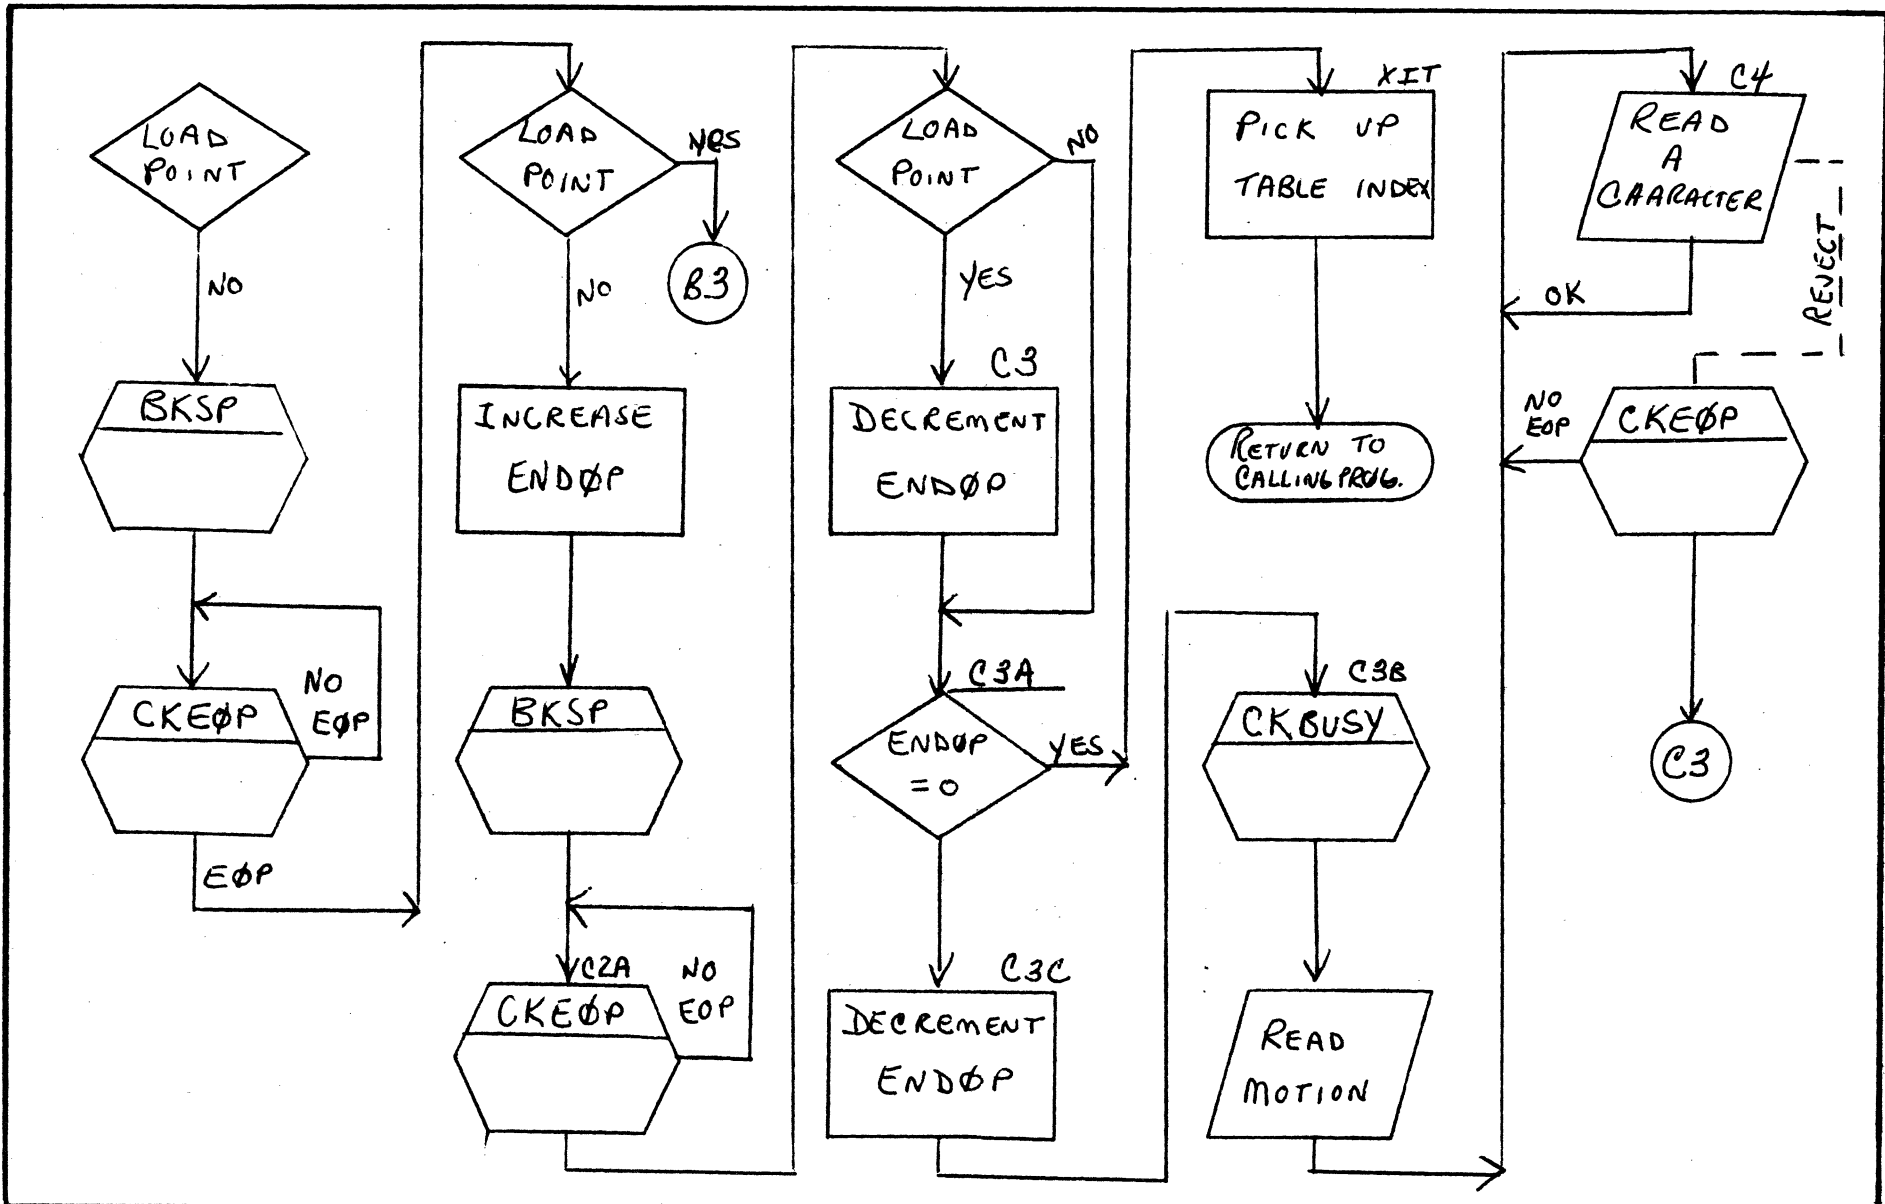 LOAD
POINT
NO
BKSP
CKEØP
NO
EØP
EØP
LOAD
POINT
YES
B3
NO
INCREASE
ENDØP
BKSP
C2A
CKEØP
NO
EOP
LOAD
POINT
NO
YES
C3
DECREMENT
ENDØP
C3A
ENDØP
= 0
YES
C3C
DECREMENT
ENDØP
XIT
PICK UP
TABLE INDEX
RETURN TO
CALLING PROG.
C3B
CKBUSY
READ
MOTION
C4
READ
A
CAARACTER
REJECT
OK
NO
EOP
CKEØP
C3